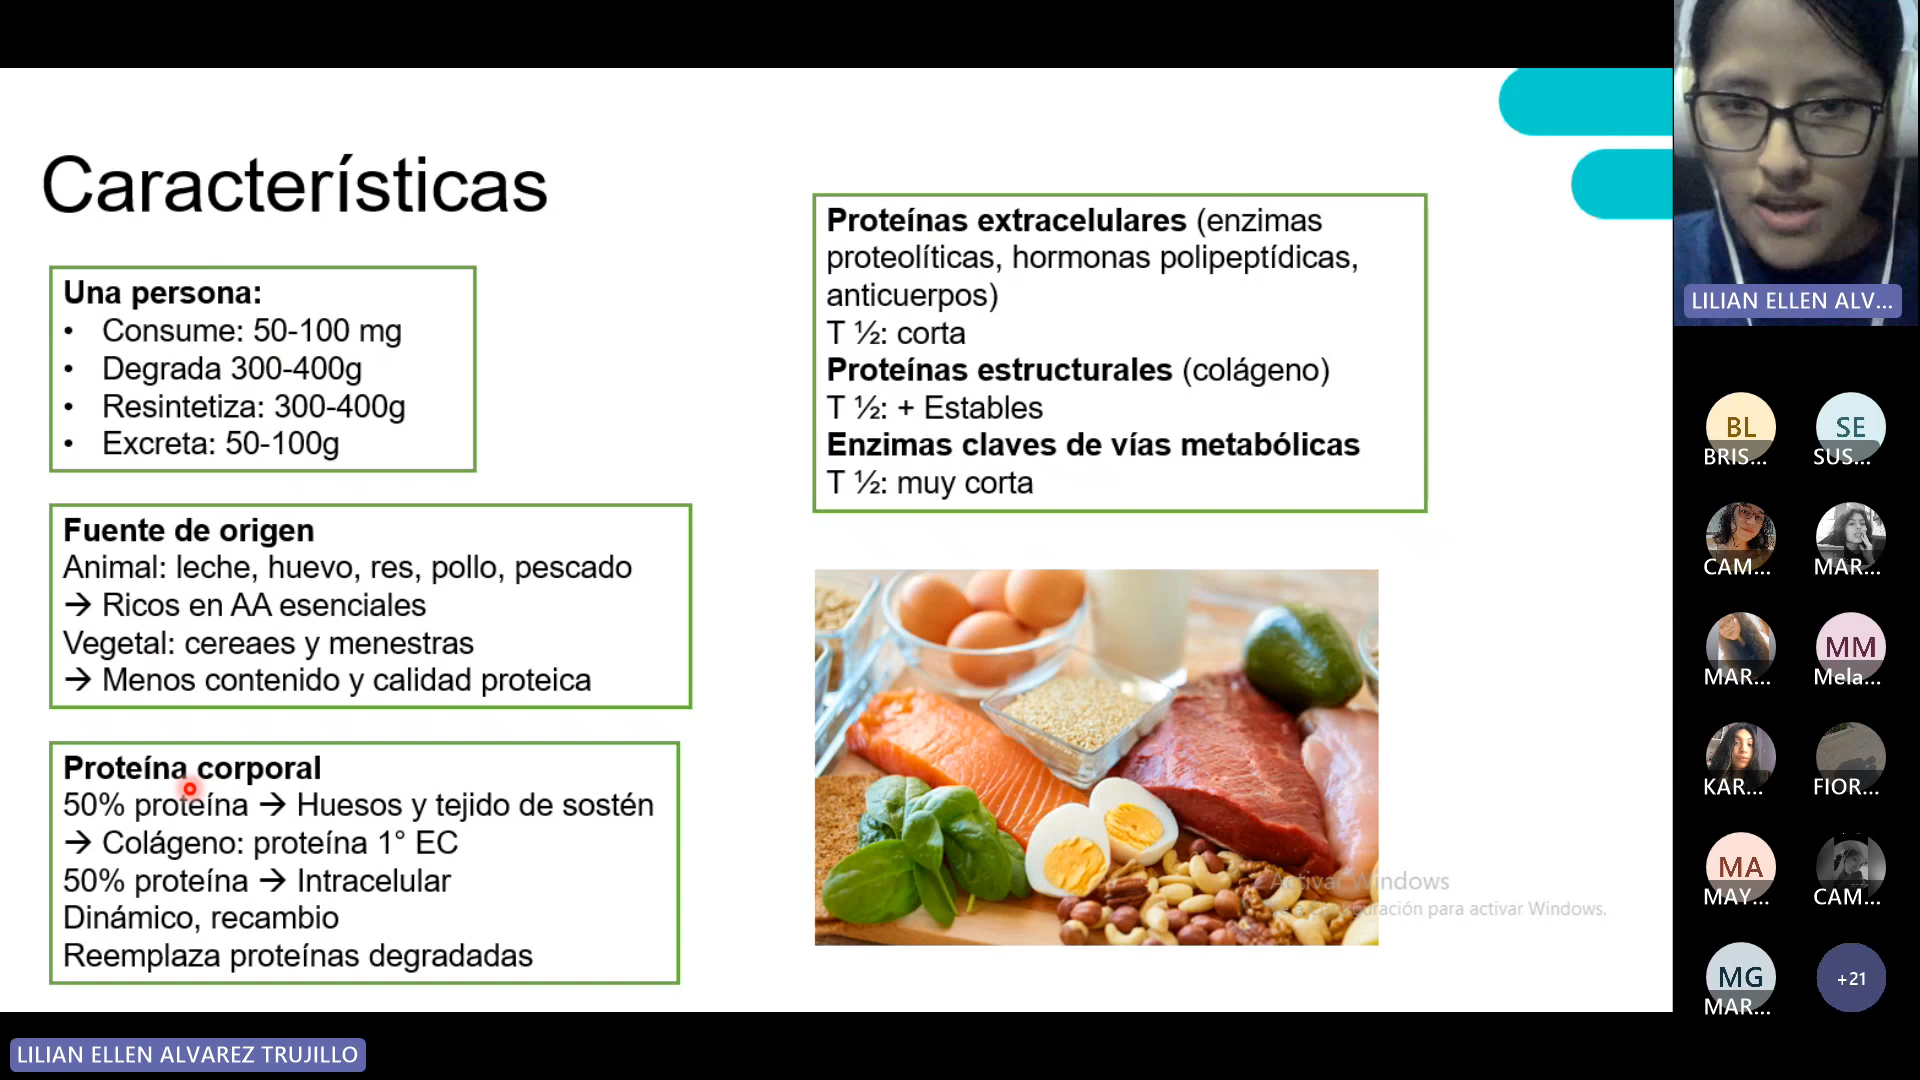 Características
Una persona:
• Consume: 50-100 mg
• Degrada 300-400g
• Resintetiza: 300-400g
• Excreta: 50-100g
Fuente de origen
Animal: leche, huevo, res, pollo, pescado
→ Ricos en AA esenciales
Vegetal: cereaes y menestras
→ Menos contenido y calidad proteica
Proteína corporal
50% proteína → Huesos y tejido de sostén
→ Colágeno: proteína 1° EC
50% proteína → Intracelular
Dinámico, recambio
Reemplaza proteínas degradadas
Proteínas extracelulares (enzimas
proteolíticas, hormonas polipeptídicas,
anticuerpos)
T ½: corta
Proteínas estructurales (colágeno)
T ½: + Estables
Enzimas claves de vías metabólicas
T ½: muy corta
Activar Windows
para activar Windows.
LILIAN ELLEN ALV...
BL
BRIS...
SE
SUS...
CAM...
MAR...
MAR...
MM
Mela...
KAR...
FIOR...
MA
MAY...
CAM...
MG
MAR...
+21
LILIAN ELLEN ALVAREZ TRUJILLO